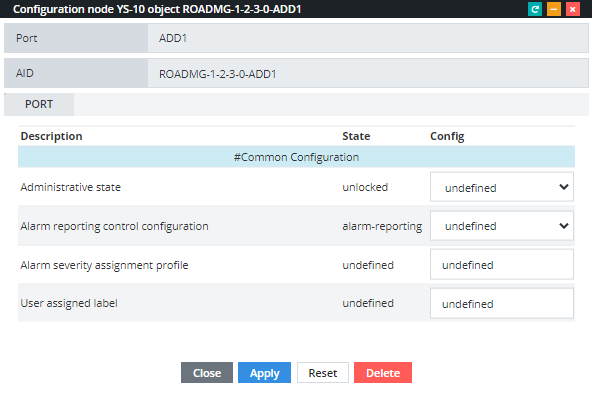 Configuration node YS-10 object ROADMG-1-2-3-0-ADD1
Port ADD1
AID ROADMG-1-2-3-0-ADD1
PORT
Description State Config
#Common Configuration
Administrative state unlocked undefined
Alarm reporting control configuration alarm-reporting undefined
Alarm severity assignment profile undefined undefined
User assigned label undefined undefined
Close Apply Reset Delete